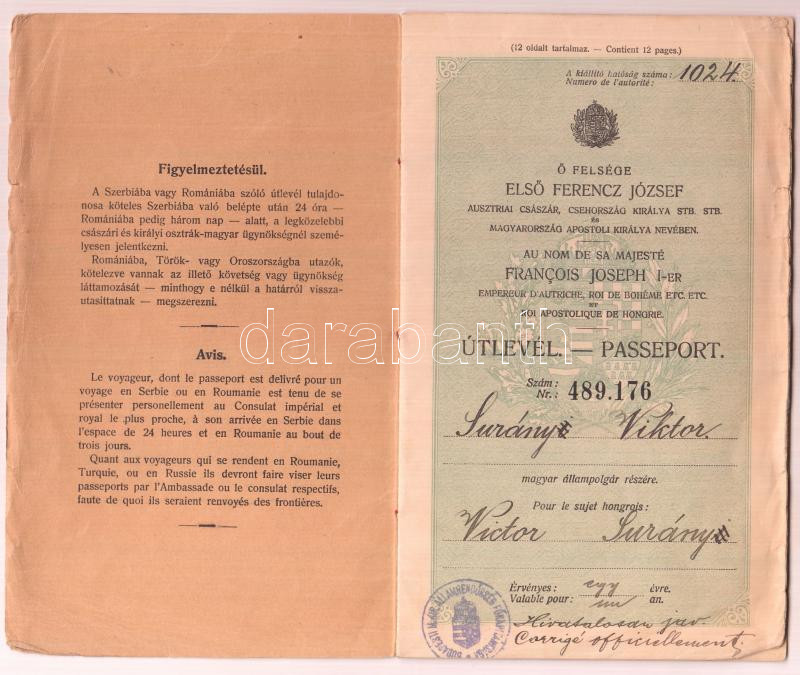 Figyelmeztetésül.
A Szerbiába vagy Romániába szóló útlevél tulajdo-
nosa köteles Szerbiába való belépte után 24 óra —
Romániába pedig három nap — alatt, a legközelebbi
császári és királyi osztrák-magyar ügynökségnél szemé-
lyesen jelentkezni.
Romániába, Török- vagy Oroszországba utazók,
kötelezve vannak az illető követség vagy ügynökség
láttamozását — minthogy e nélkül a határról vissza-
utasíttatnak — megszerezni.
Avis.
Le voyageur, dont le passeport est delivré pour un
voyage en Serbie ou en Roumanie est tenu de se
présenter personellement au Consulat impérial et
royal le plus proche, à son arrivée en Serbie dans
l'espace de 24 heures et en Roumanie au bout de
trois jours.
Quant aux voyageurs qui se rendent en Roumanie,
Turquie, ou en Russie ils devront faire viser leurs
passeports par l'Ambassade ou le consulat respectifs,
faute de quoi ils seraient renvoyés des frontières.
(12 oldalt tartalmaz. — Contient 12 pages.)
A kiállító hatóság száma: 1024.
Numero de l'autorité:
Ő FELSÉGE
ELSŐ FERENCZ JÓZSEF
AUSZTRIAI CSÁSZÁR, CSEHORSZÁG KIRÁLYA STB. STB.
és
MAGYARORSZÁG APOSTOLI KIRÁLYA NEVÉBEN.
AU NOM DE SA MAJESTÉ
FRANÇOIS JOSEPH I-ER
EMPEREUR D'AUTRICHE, ROI DE BOHÊME ETC. ETC.
ET
ROI APOSTOLIQUE DE HONGRIE.
ÚTLEVÉL. — PASSEPORT.
Szám:
Nr.: 489.176
Surányi Viktor.
magyar állampolgár részére.
Pour le sujet hongrois:
Victor Surányi
Érvényes: egy évre.
Valable pour: un an.
Hivatalosan jav.
Corrigé officiellement.
darabanth